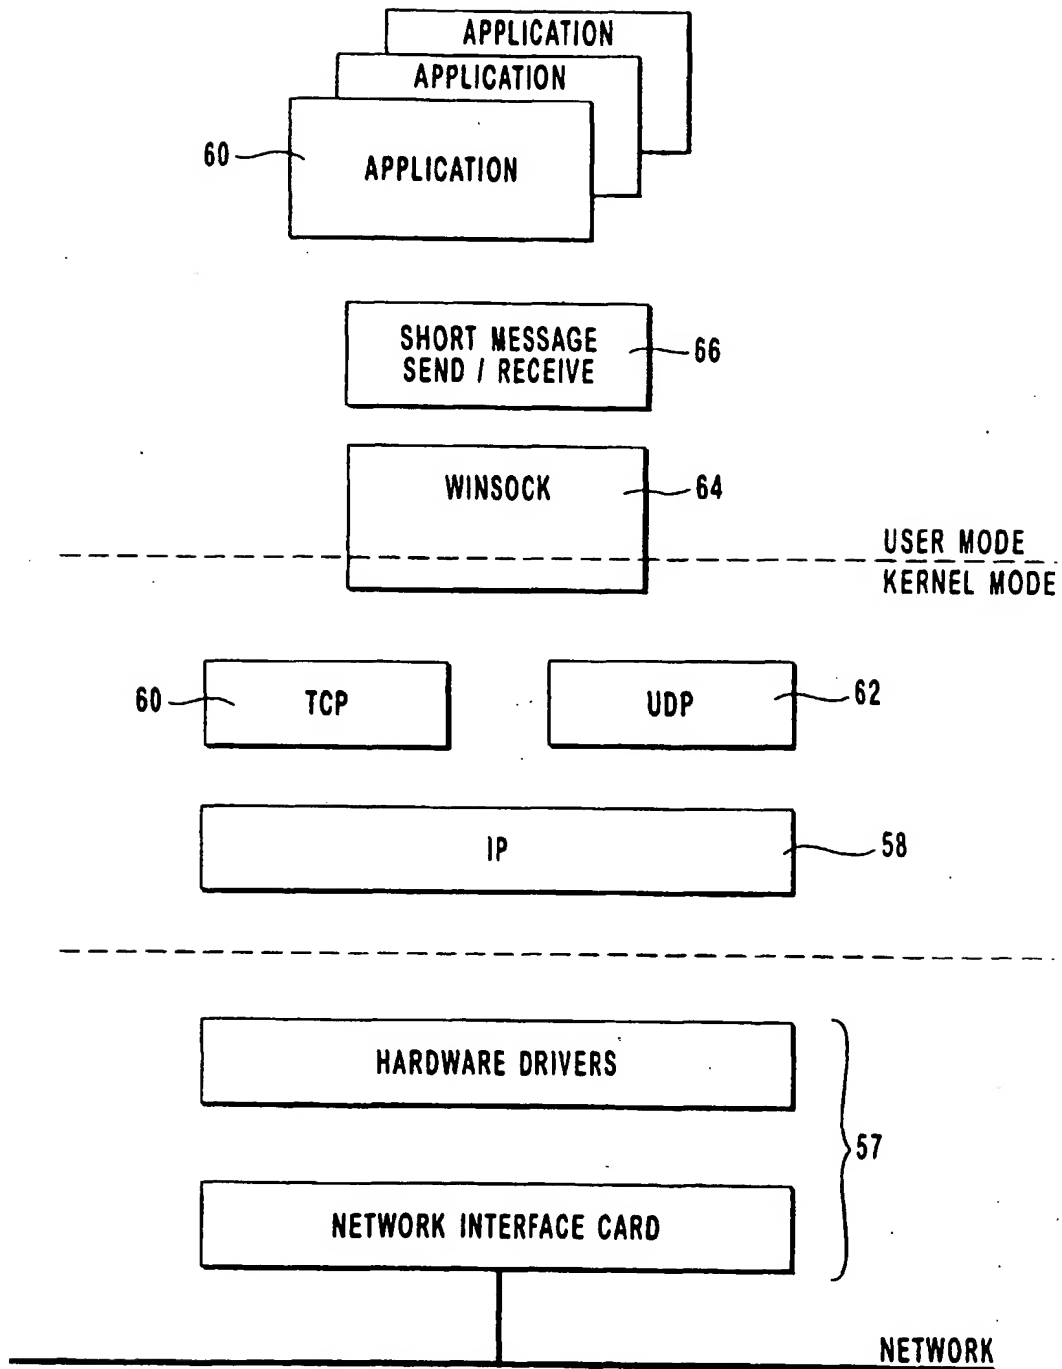 APPLICATION
APPLICATION
60
APPLICATION
SHORT MESSAGE
SEND / RECEIVE
66
WINSOCK
64
USER MODE
KERNEL MODE
60
TCP
UDP
62
IP
58
HARDWARE DRIVERS
57
NETWORK INTERFACE CARD
NETWORK